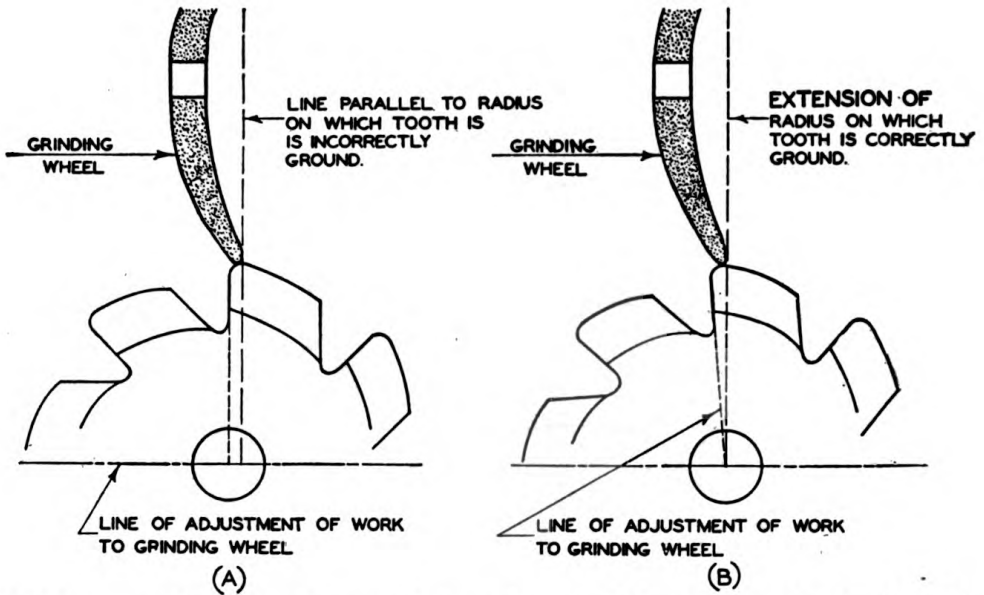 LINE PARALLEL TO RADIUS
ON WHICH TOOTH IS
IS INCORRECTLY
GROUND.
GRINDING
WHEEL
LINE OF ADJUSTMENT OF WORK
TO GRINDING WHEEL
(A)
EXTENSION OF
RADIUS ON WHICH
TOOTH IS CORRECTLY
GROUND.
GRINDING
WHEEL
LINE OF ADJUSTMENT OF WORK
TO GRINDING WHEEL
(B)